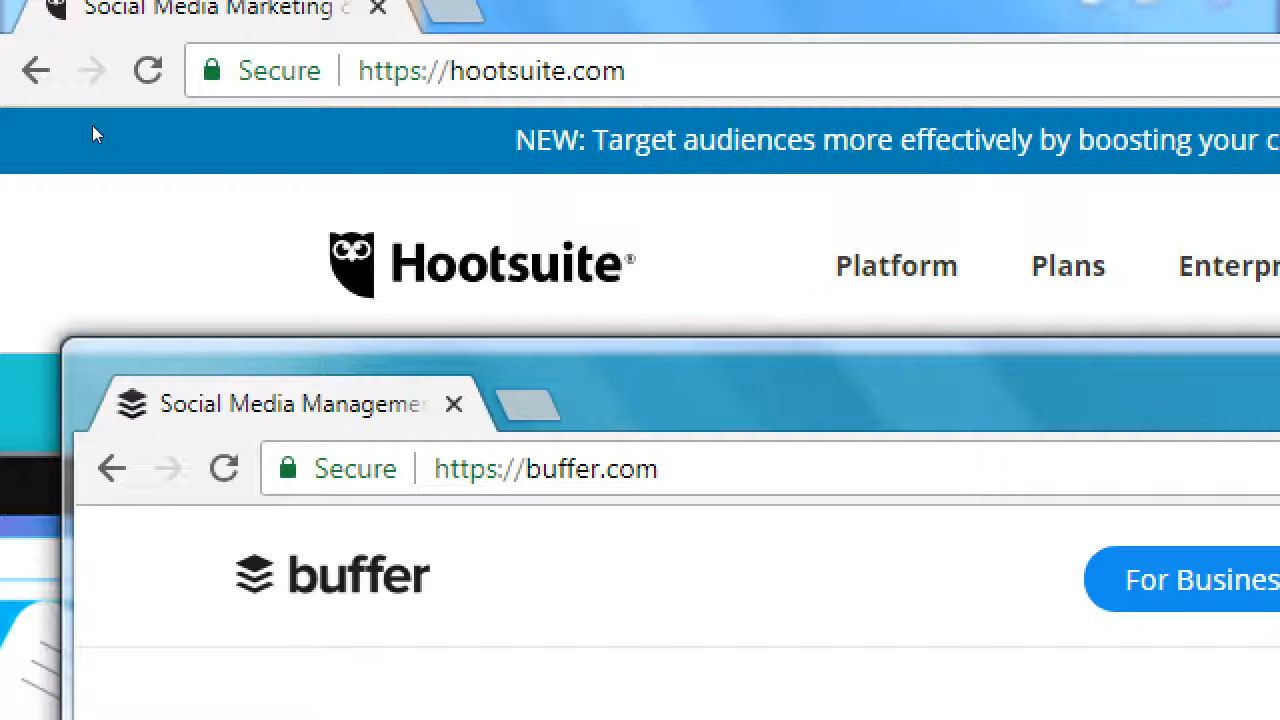 Social Media Marketing
Secure https://hootsuite.com
NEW: Target audiences more effectively by boosting your
Hootsuite®
Platform Plans Enterpr
Social Media Manageme
Secure https://buffer.com
buffer
For Busines